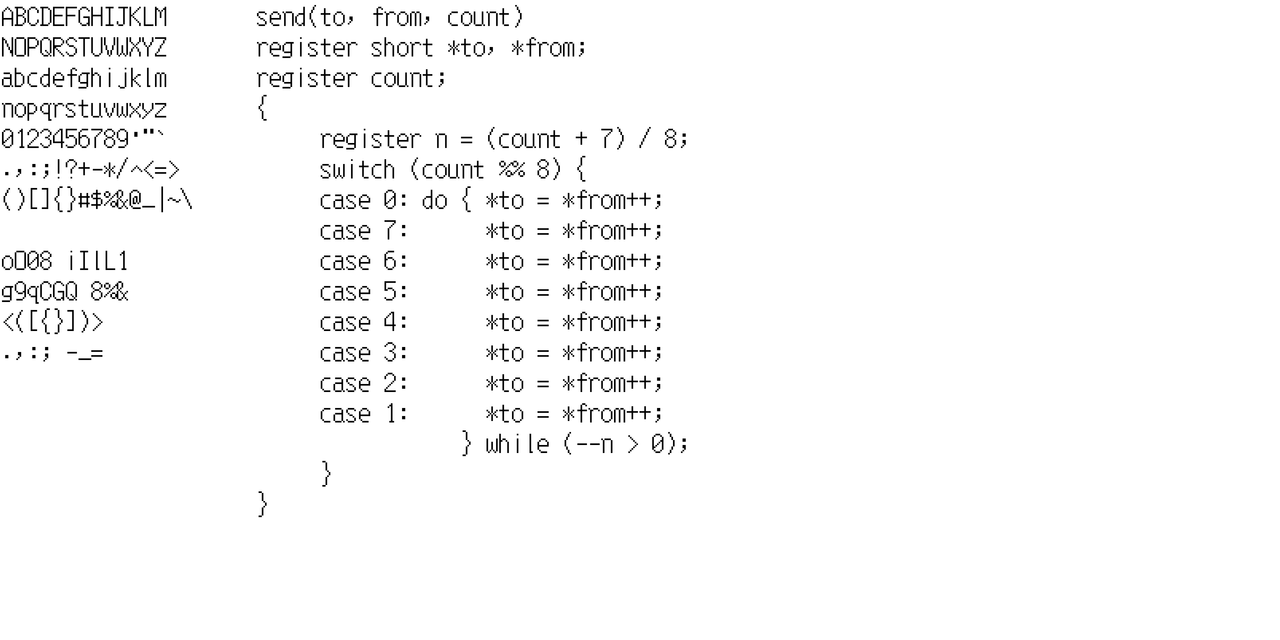 ABCDEFGHIJKLM
NOPQRSTUVWXYZ
abcdefghijklm
nopqrstuvwxyz
0123456789'"`
.,:;!?+-*/^<=>
()[]{}#$%&@_|~\
oO08 iIlL1
g9qCGQ 8%&
<([{}])>
.,:; -_=
send(to, from, count)
register short *to, *from;
register count;
{
register n = (count + 7) / 8;
switch (count %% 8) {
case 0: do { *to = *from++;
case 7: *to = *from++;
case 6: *to = *from++;
case 5: *to = *from++;
case 4: *to = *from++;
case 3: *to = *from++;
case 2: *to = *from++;
case 1: *to = *from++;
} while (--n > 0);
}
}